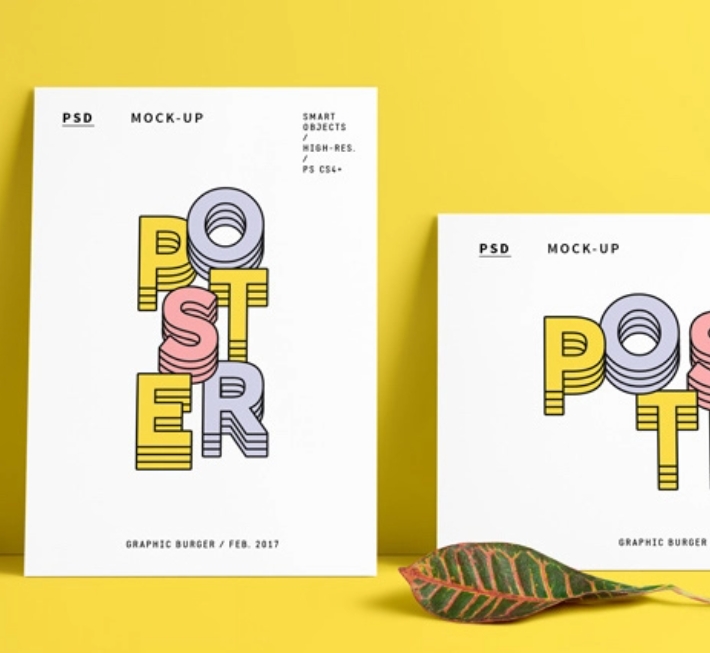 PSD MOCK-UP SMART
OBJECTS
/
HIGH-RES.
/
PS CS4+
PO
ST
ER
GRAPHIC BURGER / FEB. 2017
PSD MOCK-UP
POS
T
GRAPHIC BURGER